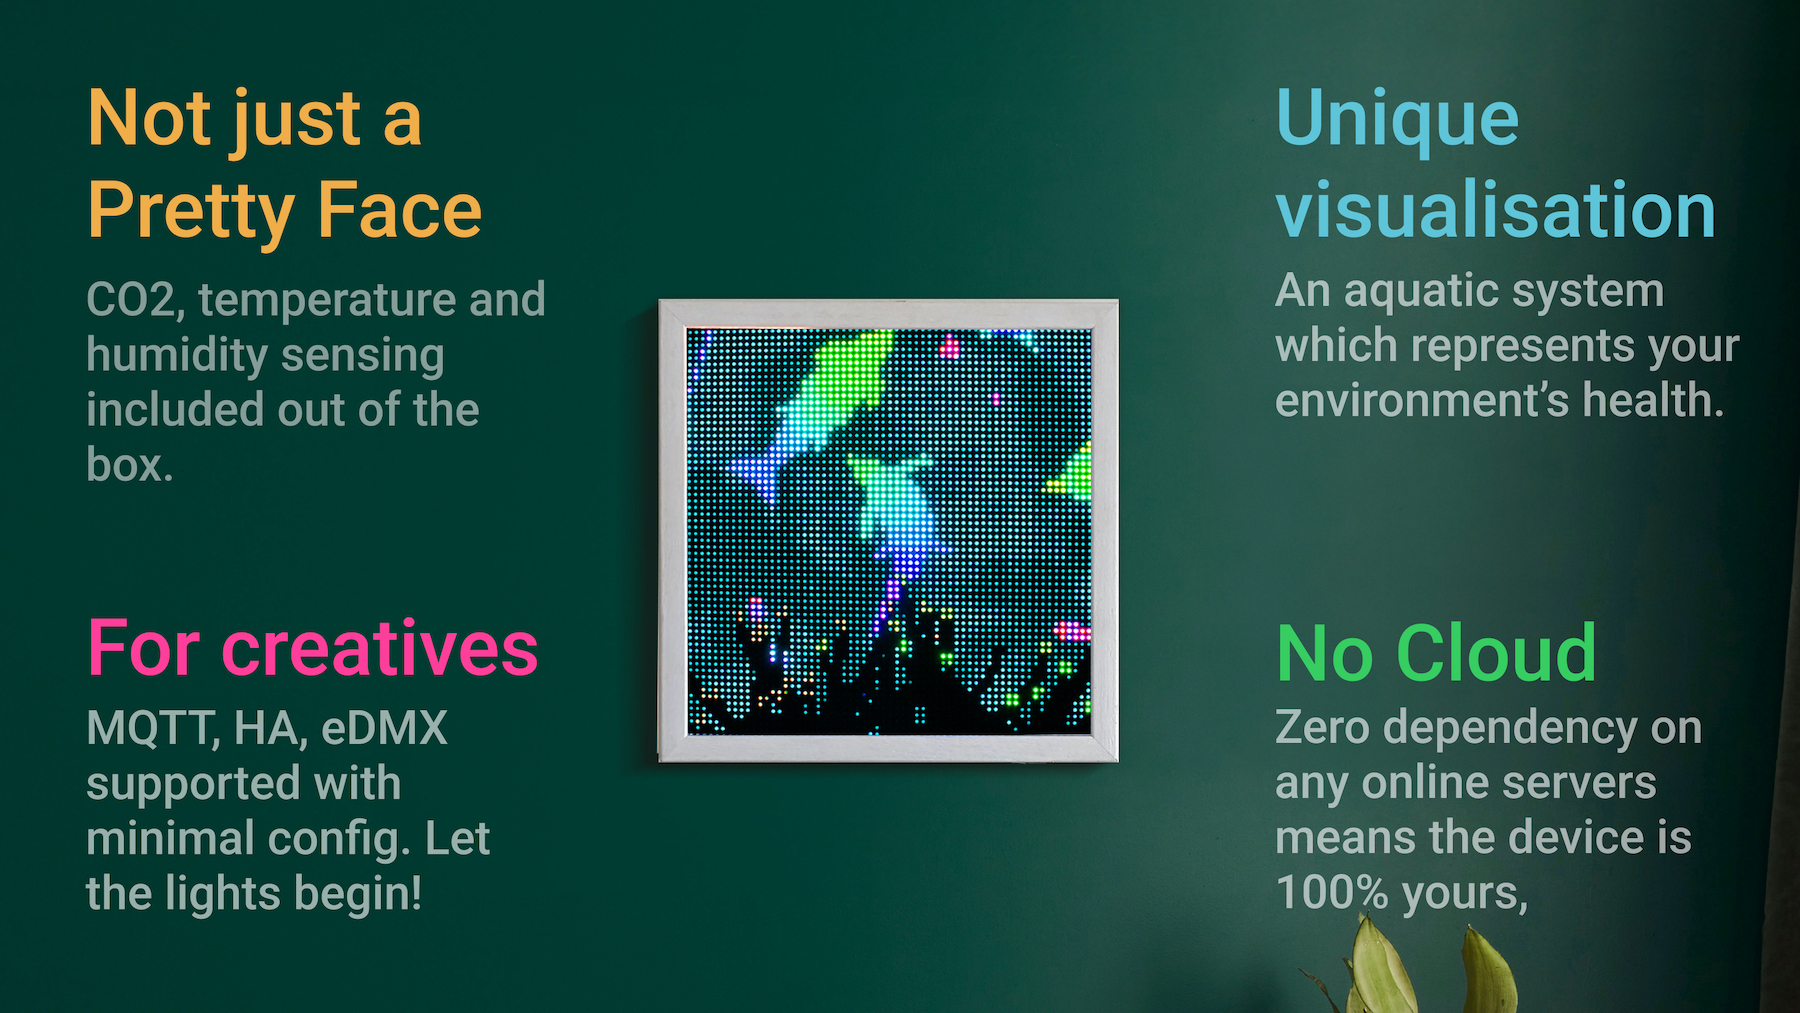 Not just a
Pretty Face
CO2, temperature and
humidity sensing
included out of the
box.
Unique
visualisation
An aquatic system
which represents your
environment’s health.
For creatives
MQTT, HA, eDMX
supported with
minimal config. Let
the lights begin!
No Cloud
Zero dependency on
any online servers
means the device is
100% yours,